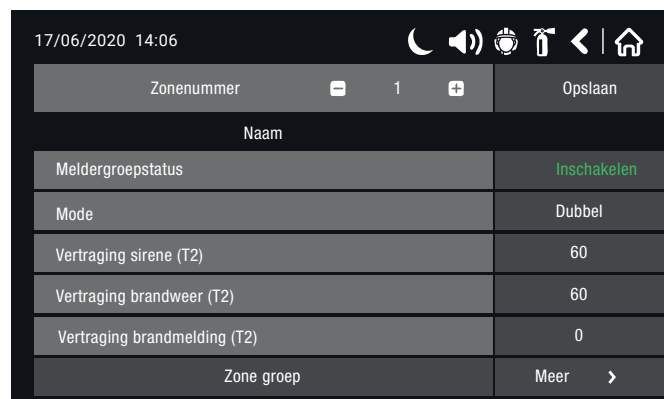 17/06/2020 14:06
Zonenummer 1 Opslaan
Naam
Meldergroepstatus Inschakelen
Mode Dubbel
Vertraging sirene (T2) 60
Vertraging brandweer (T2) 60
Vertraging brandmelding (T2) 0
Zone groep Meer